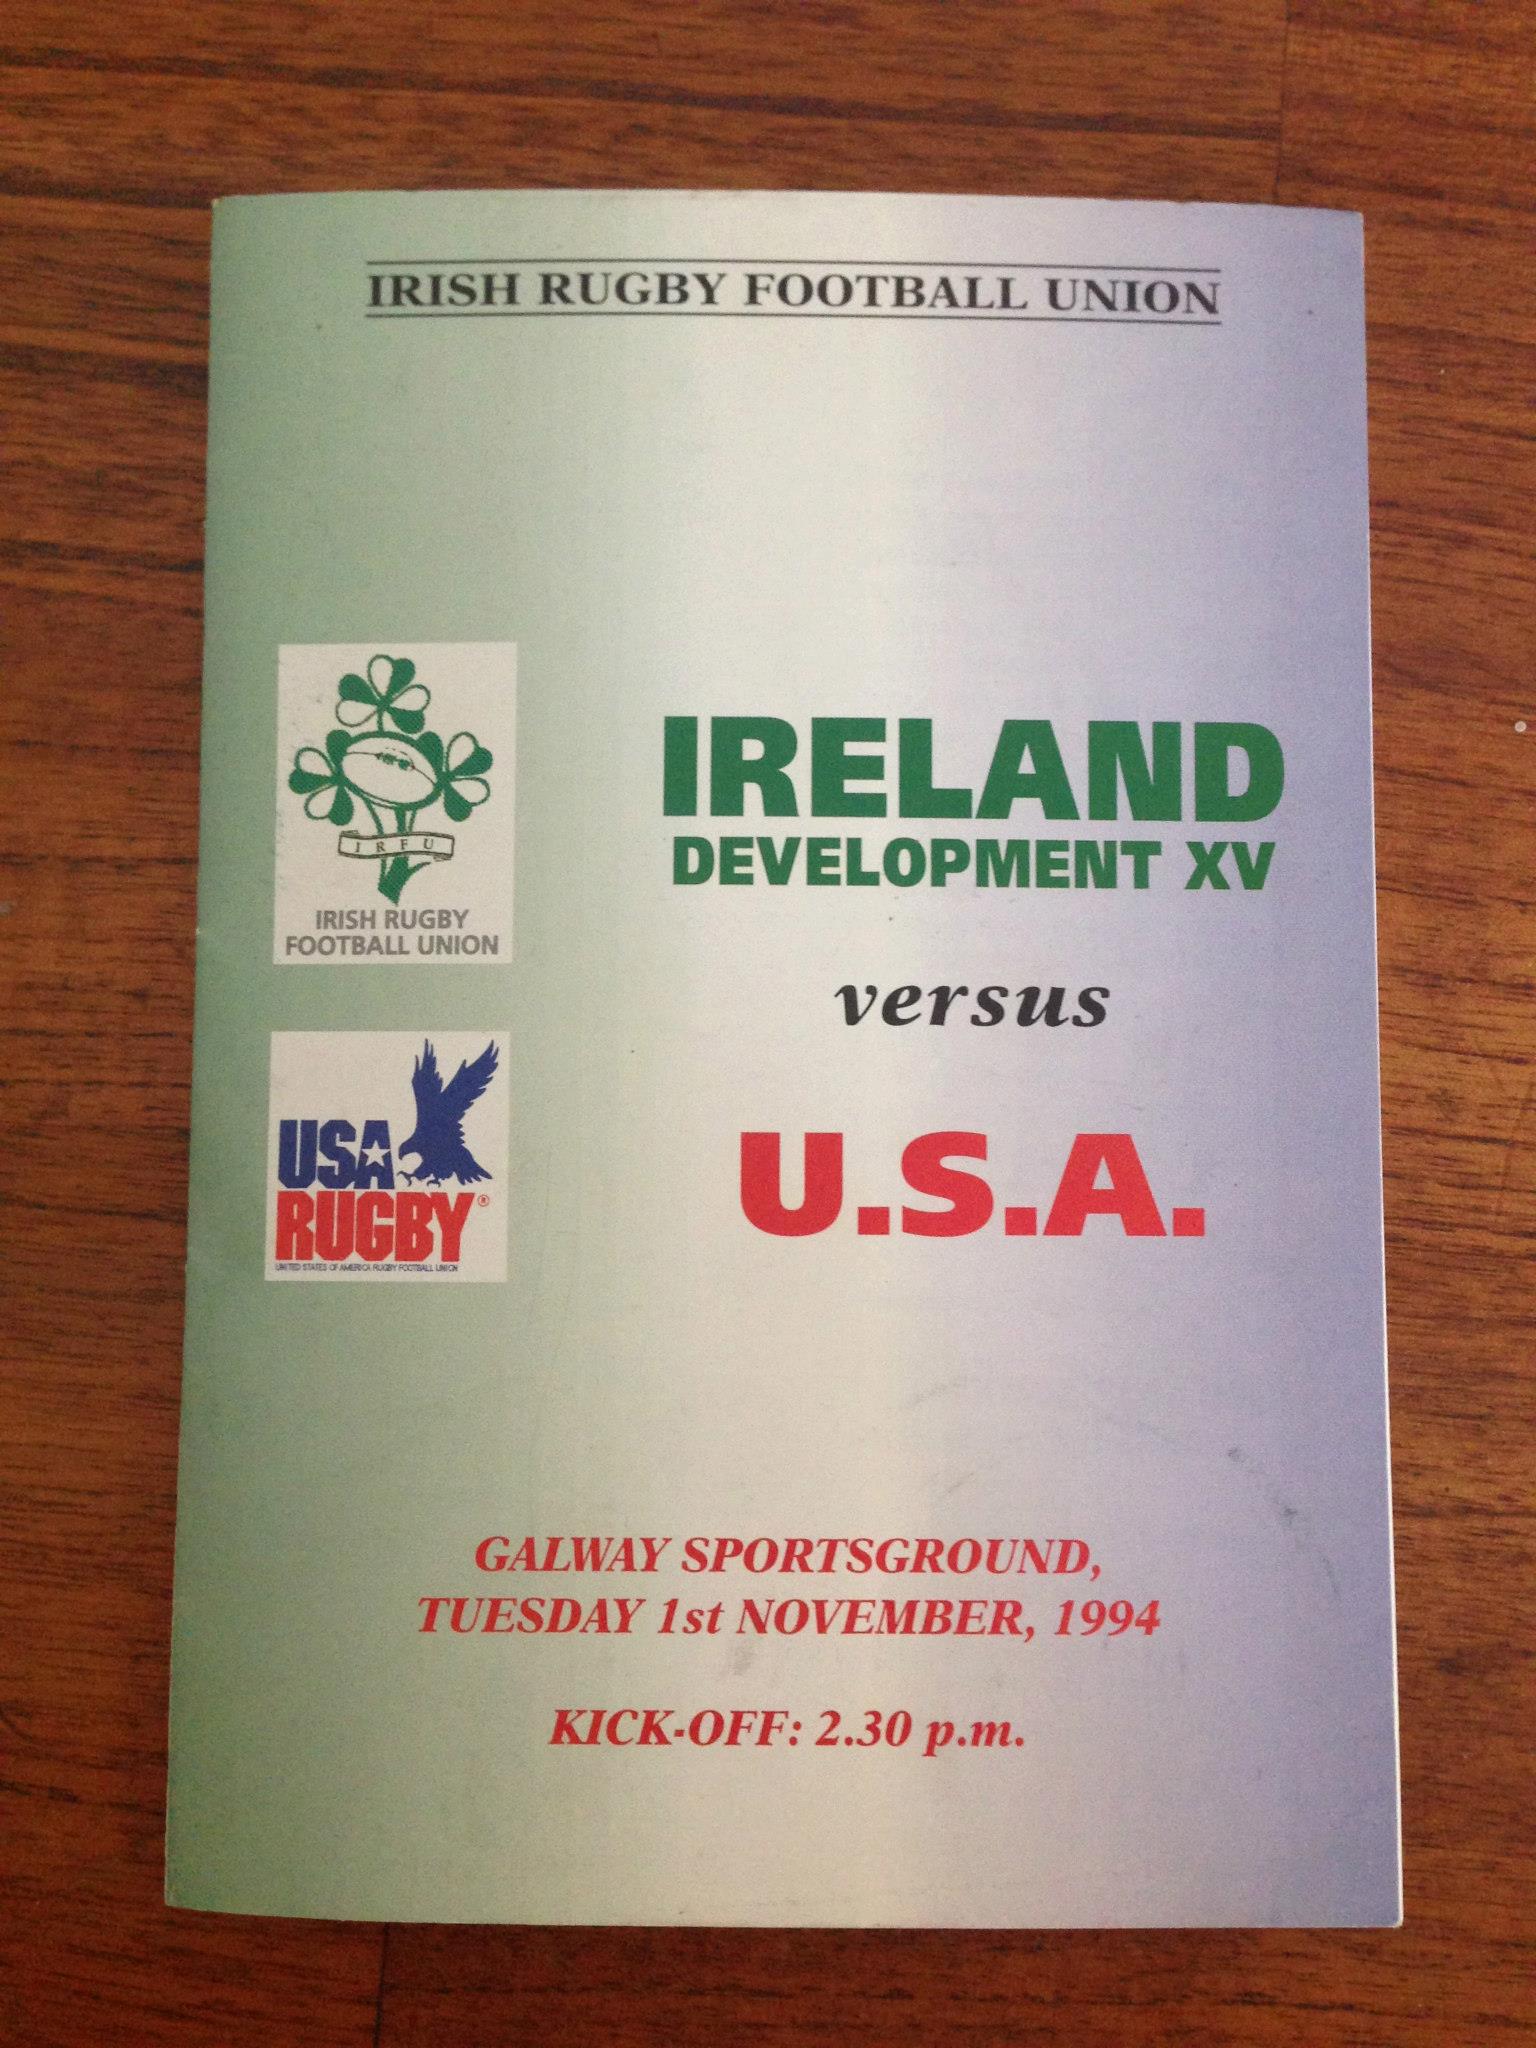 IRISH RUGBY FOOTBALL UNION
I R F U
IRISH RUGBY
FOOTBALL UNION
IRELAND
DEVELOPMENT XV
versus
U.S.A.
USA
RUGBY®
UNITED STATES OF AMERICA RUGBY FOOTBALL UNION
GALWAY SPORTSGROUND,
TUESDAY 1st NOVEMBER, 1994
KICK-OFF: 2.30 p.m.